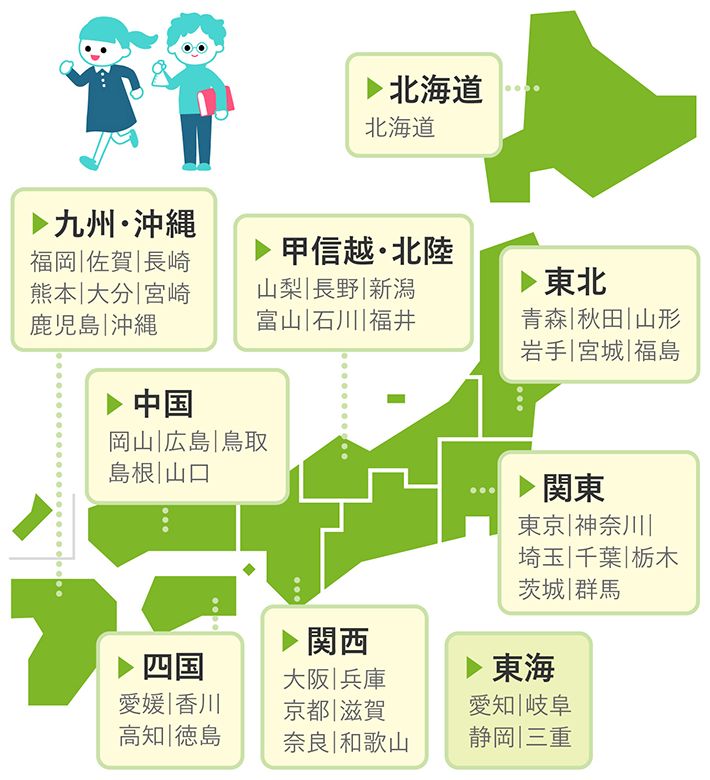 ▶北海道
北海道
▶九州・沖縄
福岡|佐賀|長崎
熊本|大分|宮崎
鹿児島|沖縄
▶甲信越・北陸
山梨|長野|新潟
富山|石川|福井
▶東北
青森|秋田|山形
岩手|宮城|福島
▶中国
岡山|広島|鳥取
島根|山口
▶関東
東京|神奈川|
埼玉|千葉|栃木
茨城|群馬
▶四国
愛媛|香川
高知|徳島
▶関西
大阪|兵庫
京都|滋賀
奈良|和歌山
▶東海
愛知|岐阜
静岡|三重